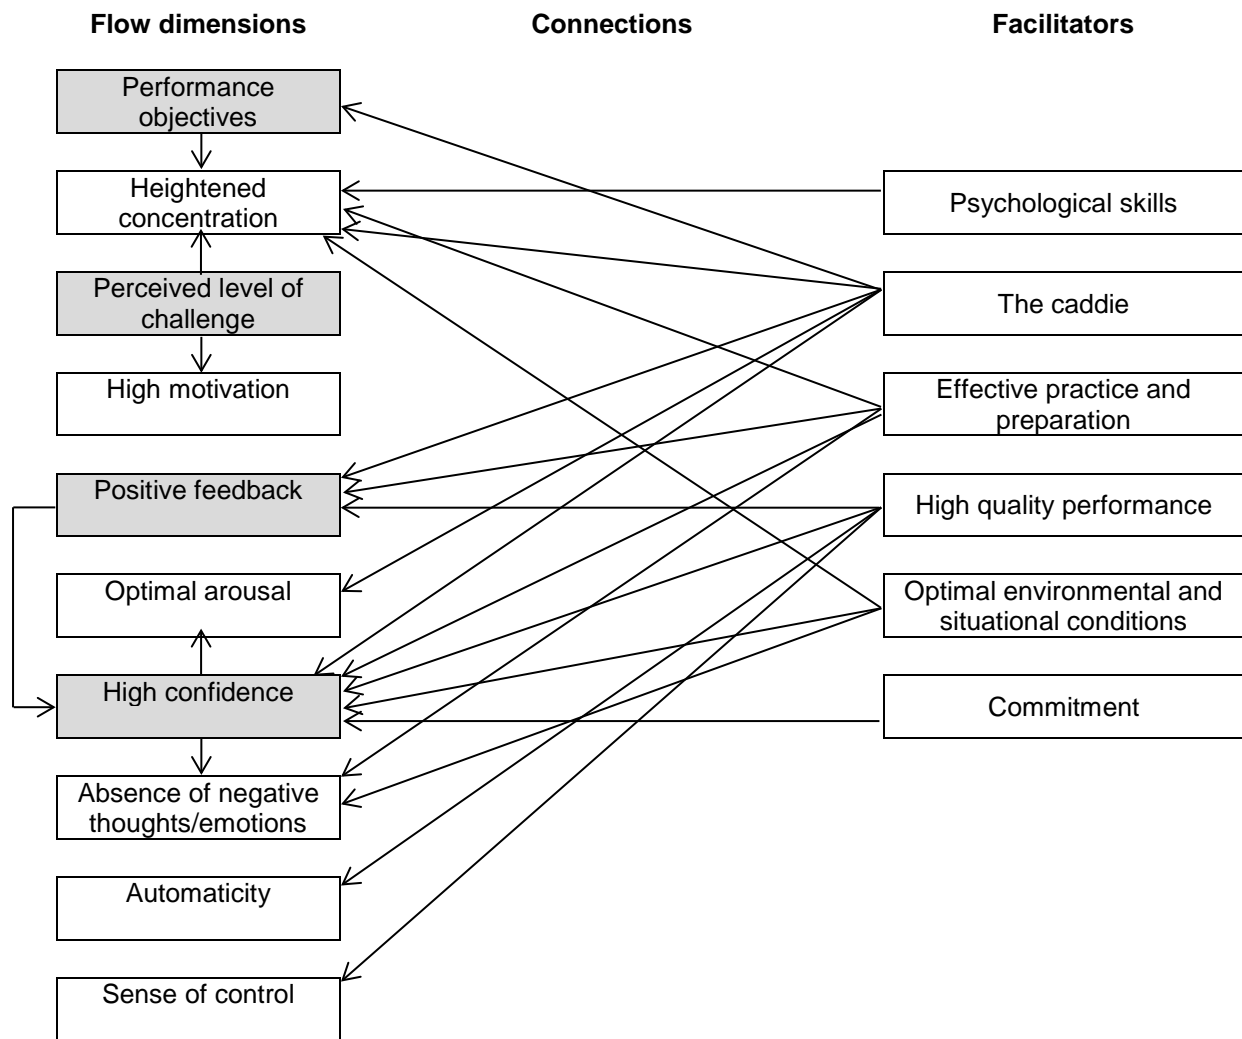 Flow dimensions
Connections
Facilitators
Performance
objectives
Heightened
concentration
Perceived level of
challenge
High motivation
Positive feedback
Optimal arousal
High confidence
Absence of negative
thoughts/emotions
Automaticity
Sense of control
Psychological skills
The caddie
Effective practice and
preparation
High quality performance
Optimal environmental and
situational conditions
Commitment